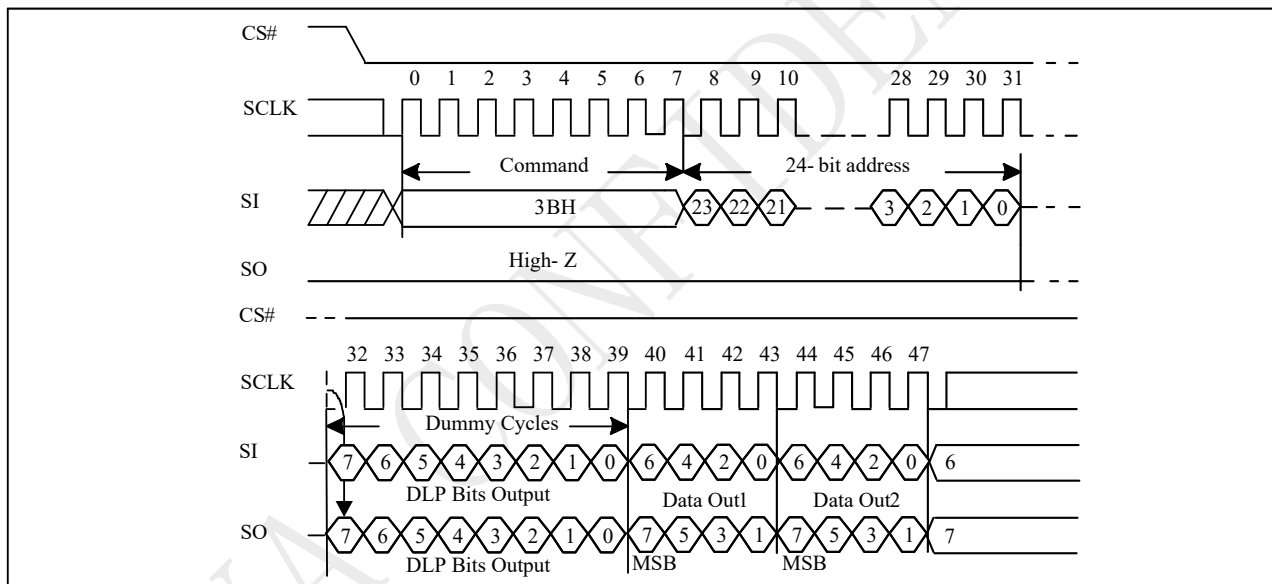 CS#
0 1 2 3 4 5 6 7 8 9 10 28 29 30 31
SCLK
Command 24- bit address
SI 3BH 23 22 21 3 2 1 0
High- Z
SO
CS#
32 33 34 35 36 37 38 39 40 41 42 43 44 45 46 47
SCLK
Dummy Cycles
SI 7 6 5 4 3 2 1 0 6 4 2 0 6 4 2 0 6
DLP Bits Output Data Out1 Data Out2
SO 7 6 5 4 3 2 1 0 7 5 3 1 7 5 3 1 7
DLP Bits Output MSB MSB